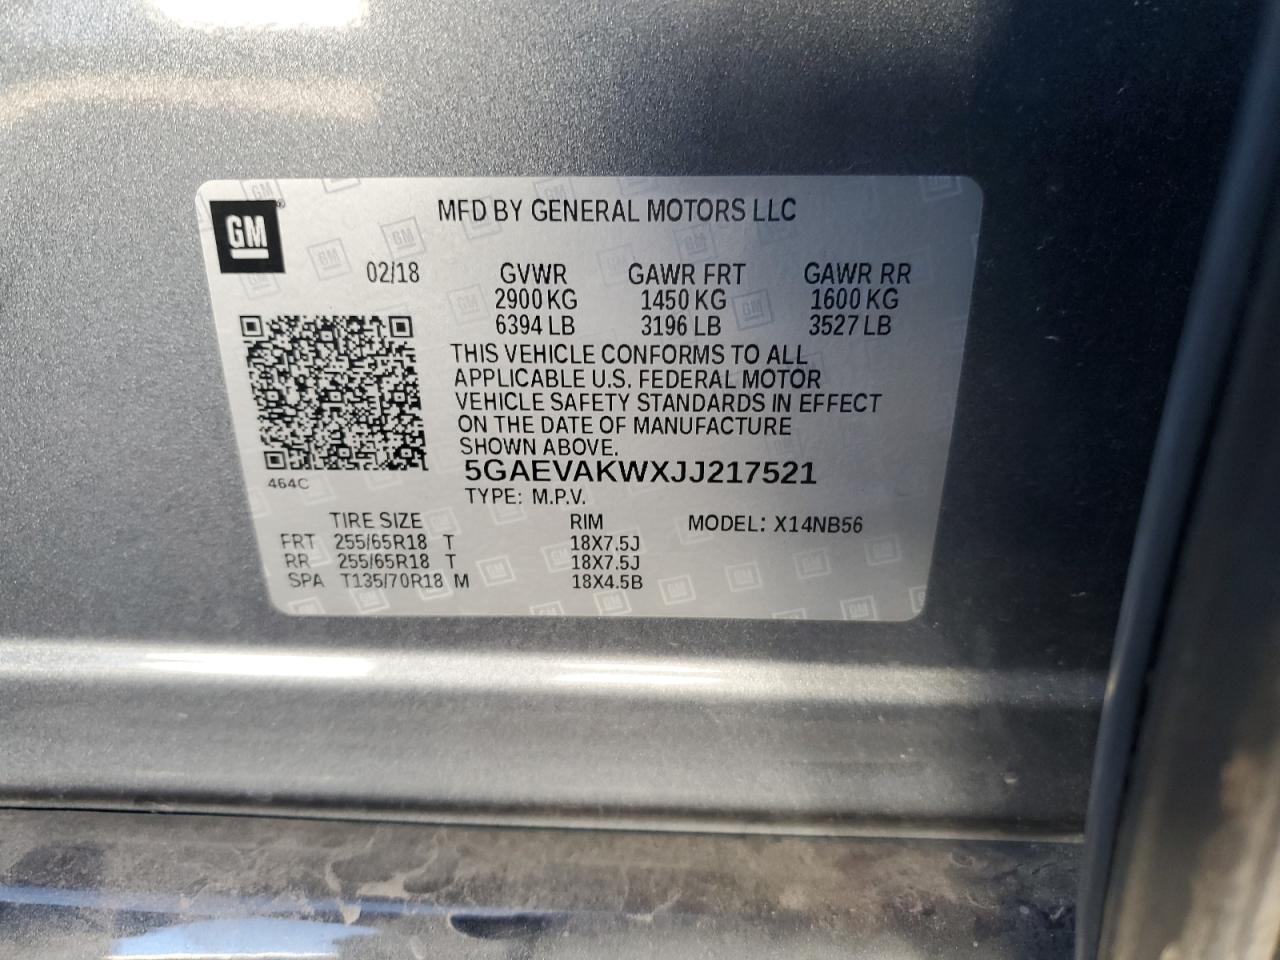 GM
MFD BY GENERAL MOTORS LLC
02/18 GVWR GAWR FRT GAWR RR
2900 KG 1450 KG 1600 KG
6394 LB 3196 LB 3527 LB
THIS VEHICLE CONFORMS TO ALL
APPLICABLE U.S. FEDERAL MOTOR
VEHICLE SAFETY STANDARDS IN EFFECT
ON THE DATE OF MANUFACTURE
SHOWN ABOVE.
5GAEVAKWXJJ217521
464C
TYPE: M.P.V.
TIRE SIZE RIM MODEL: X14NB56
FRT 255/65R18 T 18X7.5J
RR 255/65R18 T 18X7.5J
SPA T135/70R18 M 18X4.5B